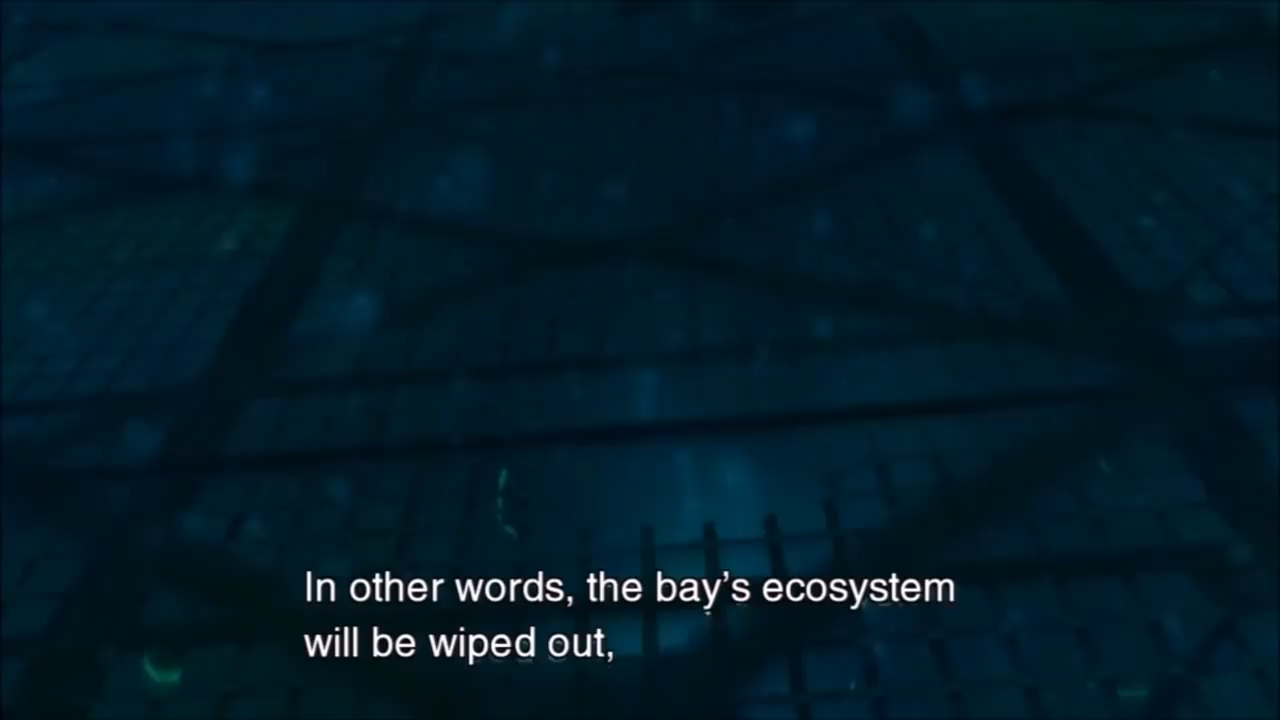 In other words, the bay’s ecosystem
will be wiped out,